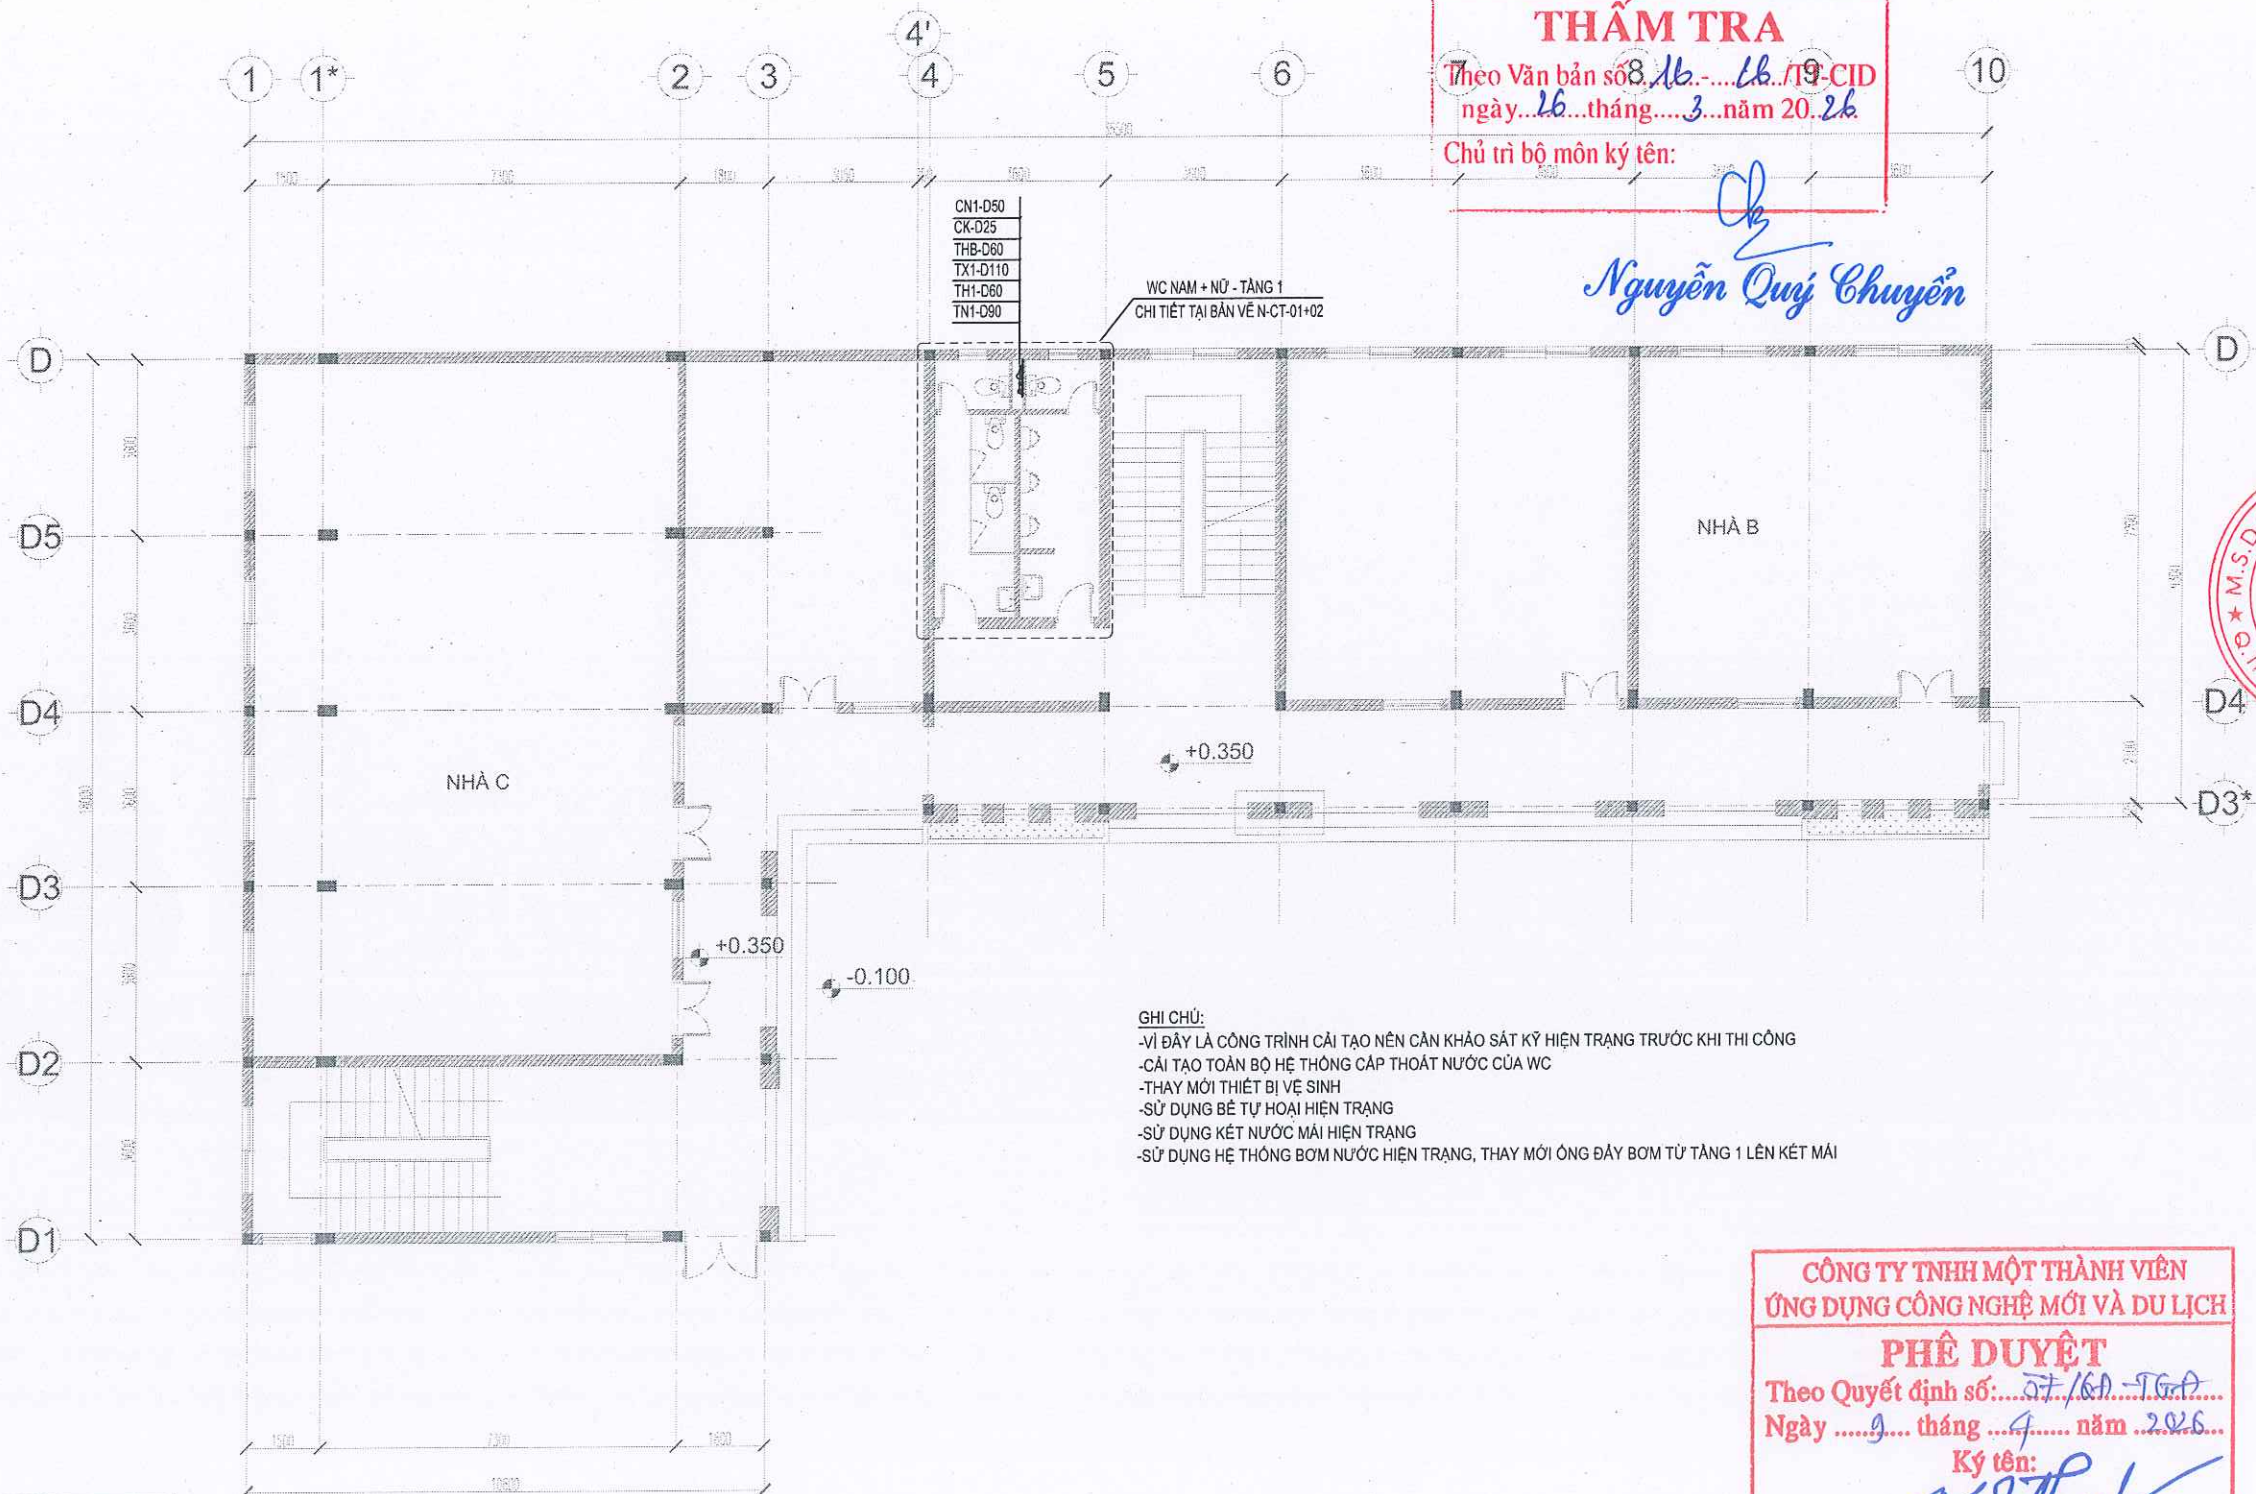 THẨM TRA
Theo Văn bản số 16 - 16 /TT-CID
ngày 26 tháng 3 năm 20 26
Chủ trì bộ môn ký tên:
Nguyễn Quý Chuyển
4'
1 1* 2 3 4 5 6 7 8 9 10
1500 7300 1800
3600
CN1-D50
CK-D25
THB-D60
TX1-D110
TH1-D60
TN1-D90
WC NAM + NỮ - TẦNG 1
CHI TIẾT TẠI BẢN VẼ N-CT-01+02
D D
D5
NHÀ B
★ M.S.D
D4 D4
+0.350
NHÀ C
D3*
D3
+0.350
-0.100
GHI CHÚ:
-VÌ ĐÂY LÀ CÔNG TRÌNH CẢI TẠO NÊN CẦN KHẢO SÁT KỸ HIỆN TRẠNG TRƯỚC KHI THI CÔNG
-CẢI TẠO TOÀN BỘ HỆ THỐNG CẤP THOÁT NƯỚC CỦA WC
-THAY MỚI THIẾT BỊ VỆ SINH
-SỬ DỤNG BỂ TỰ HOẠI HIỆN TRẠNG
-SỬ DỤNG KÉT NƯỚC MÁI HIỆN TRẠNG
-SỬ DỤNG HỆ THỐNG BƠM NƯỚC HIỆN TRẠNG, THAY MỚI ỐNG ĐẨY BƠM TỪ TẦNG 1 LÊN KÉT MÁI
D2
D1
CÔNG TY TNHH MỘT THÀNH VIÊN
ỨNG DỤNG CÔNG NGHỆ MỚI VÀ DU LỊCH
PHÊ DUYỆT
Theo Quyết định số:
Ngày 9 tháng 4 năm 2026
Ký tên:
1500 7300 1800